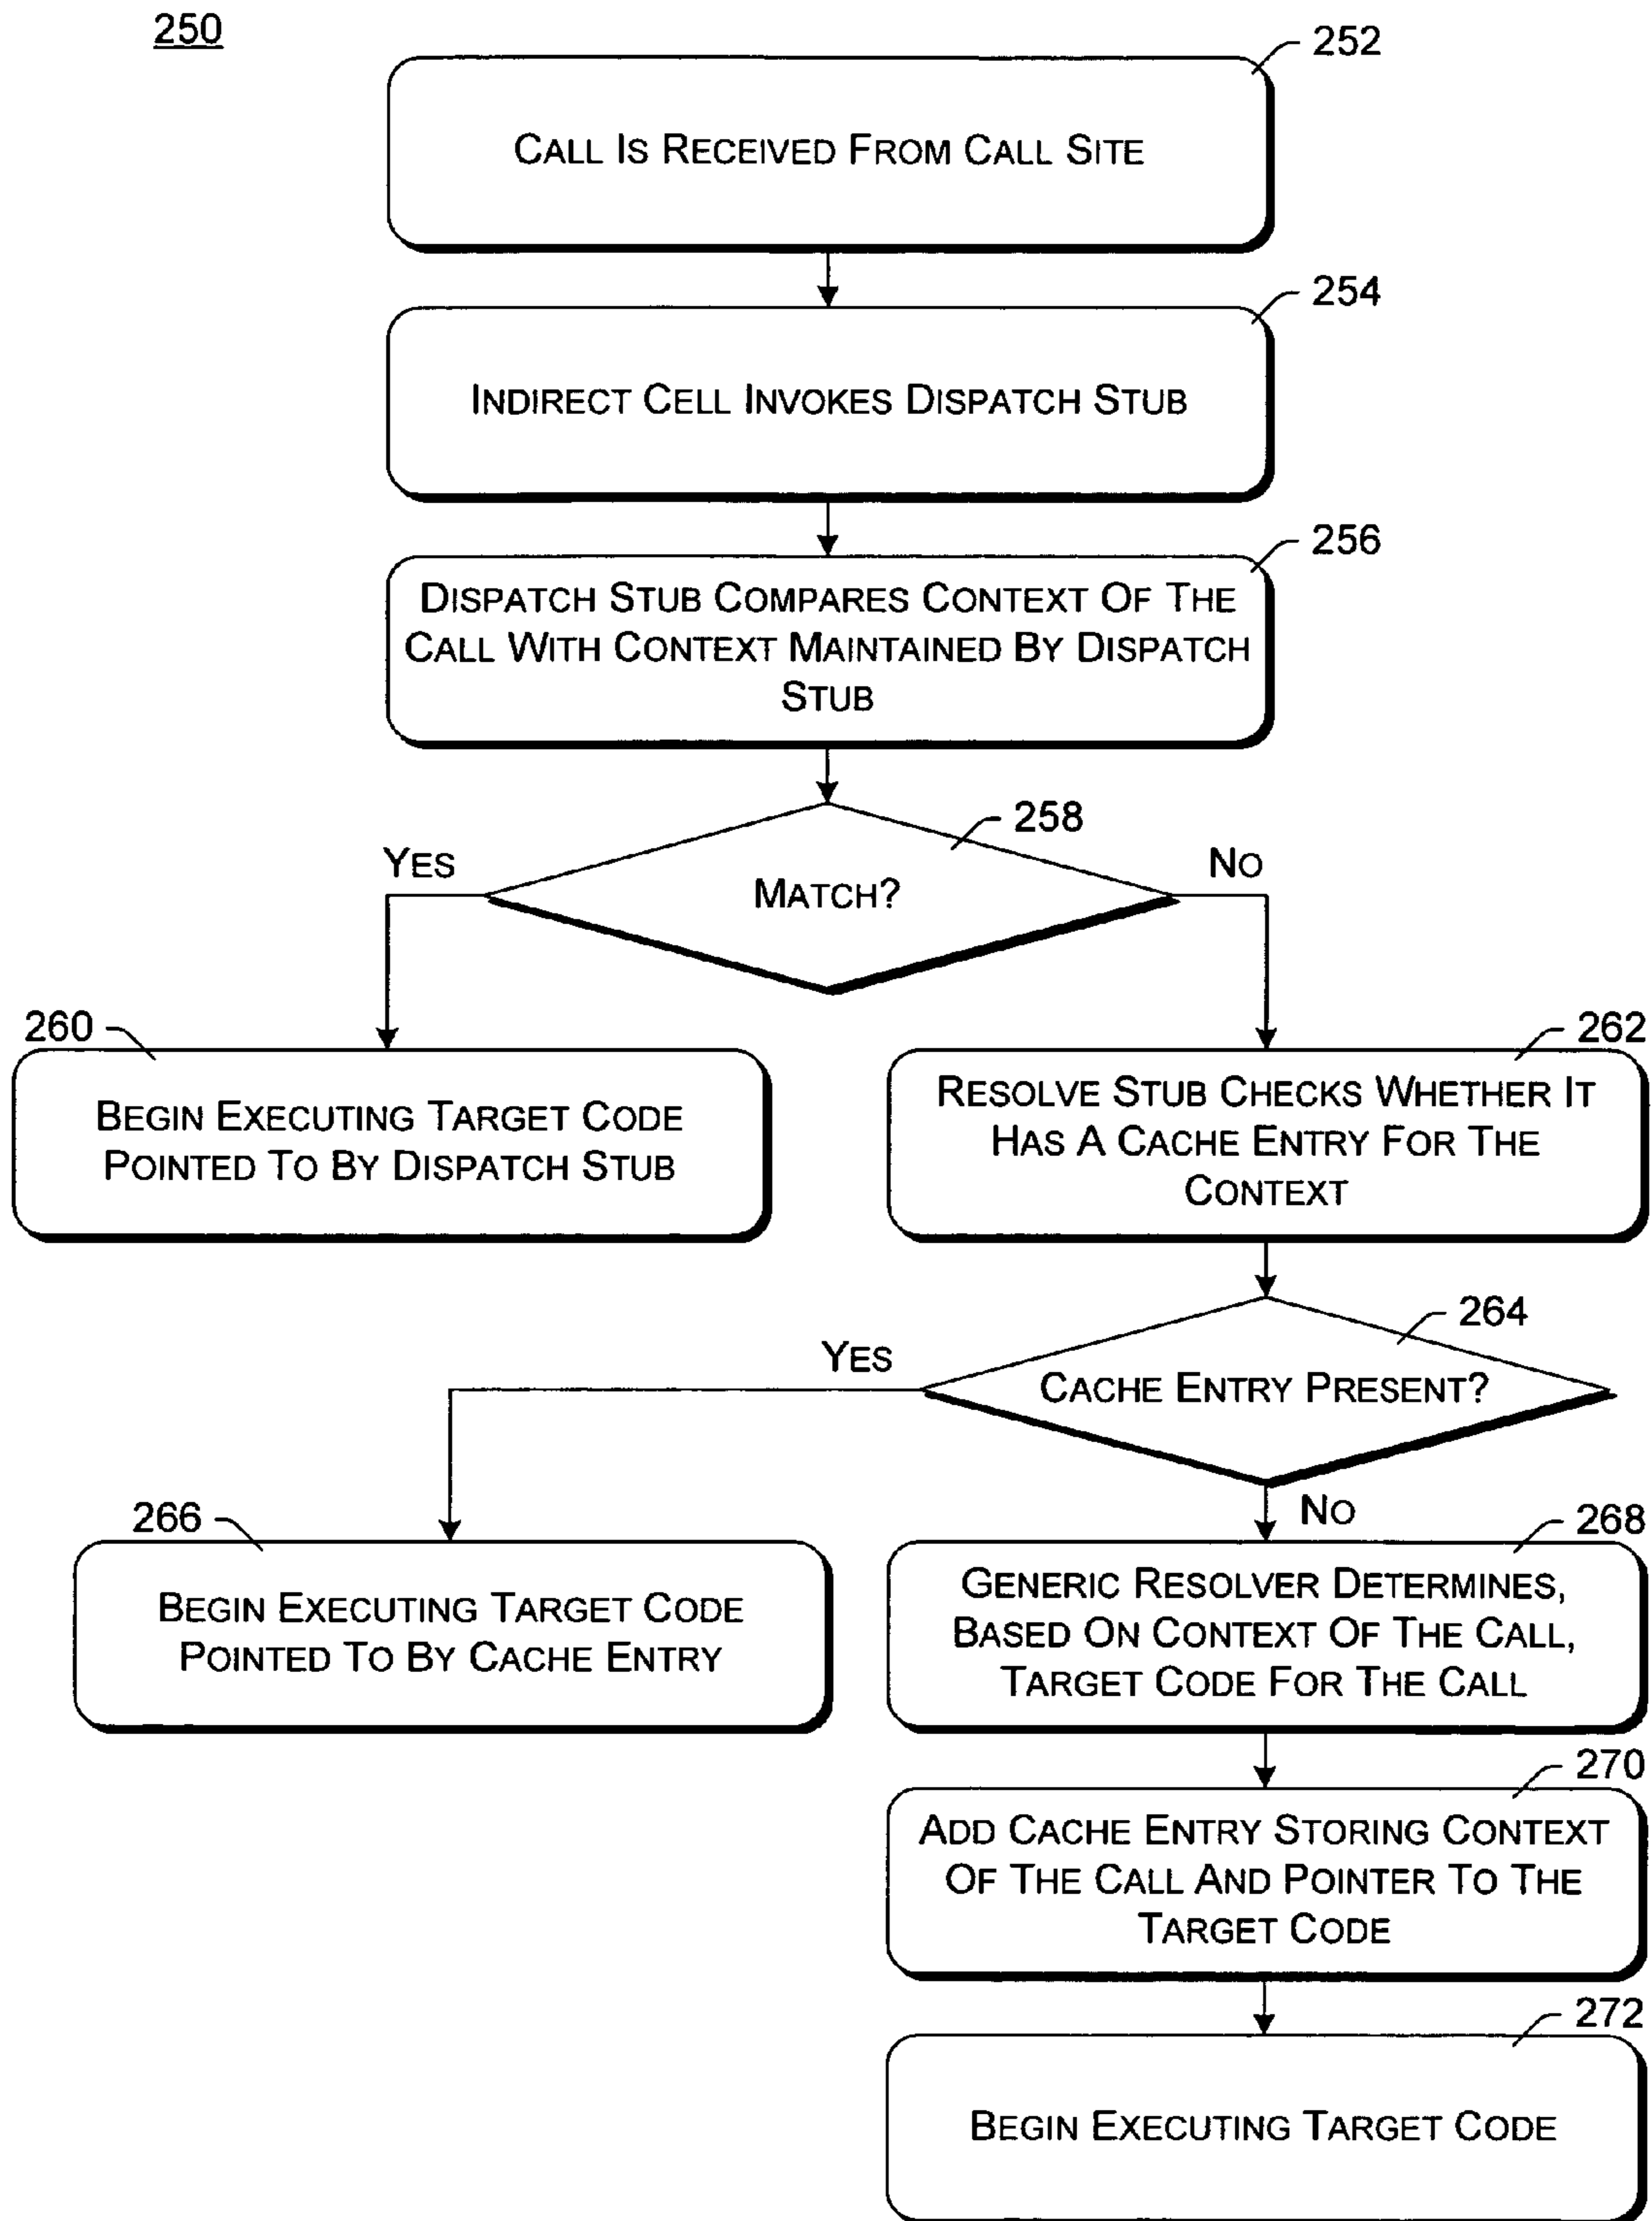 250
252
CALL IS RECEIVED FROM CALL SITE
254
INDIRECT CELL INVOKES DISPATCH STUB
256
DISPATCH STUB COMPARES CONTEXT OF THE
CALL WITH CONTEXT MAINTAINED BY DISPATCH
STUB
258
YES
NO
MATCH?
260
BEGIN EXECUTING TARGET CODE
POINTED TO BY DISPATCH STUB
262
RESOLVE STUB CHECKS WHETHER IT
HAS A CACHE ENTRY FOR THE
CONTEXT
264
YES
CACHE ENTRY PRESENT?
NO
266
BEGIN EXECUTING TARGET CODE
POINTED TO BY CACHE ENTRY
268
GENERIC RESOLVER DETERMINES,
BASED ON CONTEXT OF THE CALL,
TARGET CODE FOR THE CALL
270
ADD CACHE ENTRY STORING CONTEXT
OF THE CALL AND POINTER TO THE
TARGET CODE
272
BEGIN EXECUTING TARGET CODE